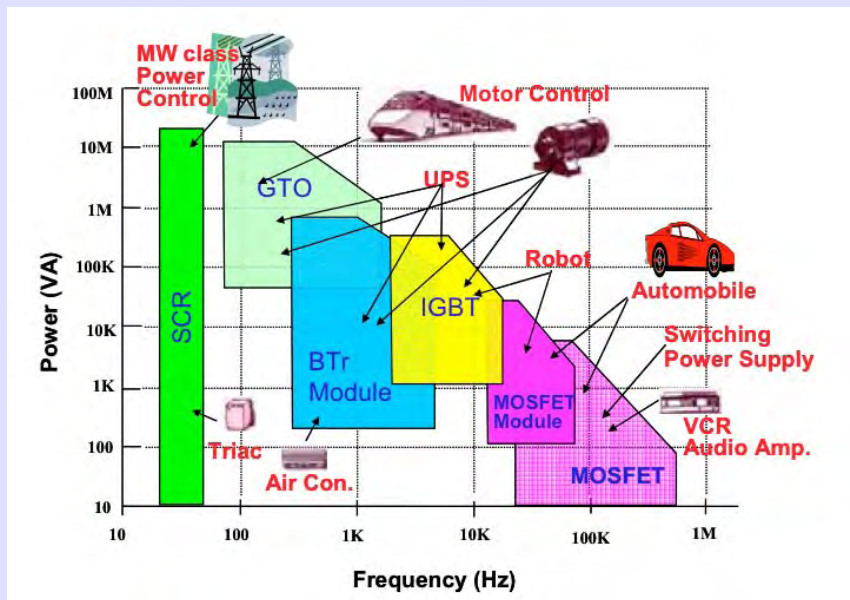 MW class
Power
Control
100M
Motor Control
10M
GTO
UPS
1M
Robot
100K
Automobile
Power (VA)
SCR
IGBT
10K
BTr
Module
Switching
Power Supply
1K
MOSFET
Module
VCR
Audio Amp.
Triac
100
Air Con.
MOSFET
10
10
100
1K
10K
100K
1M
Frequency (Hz)